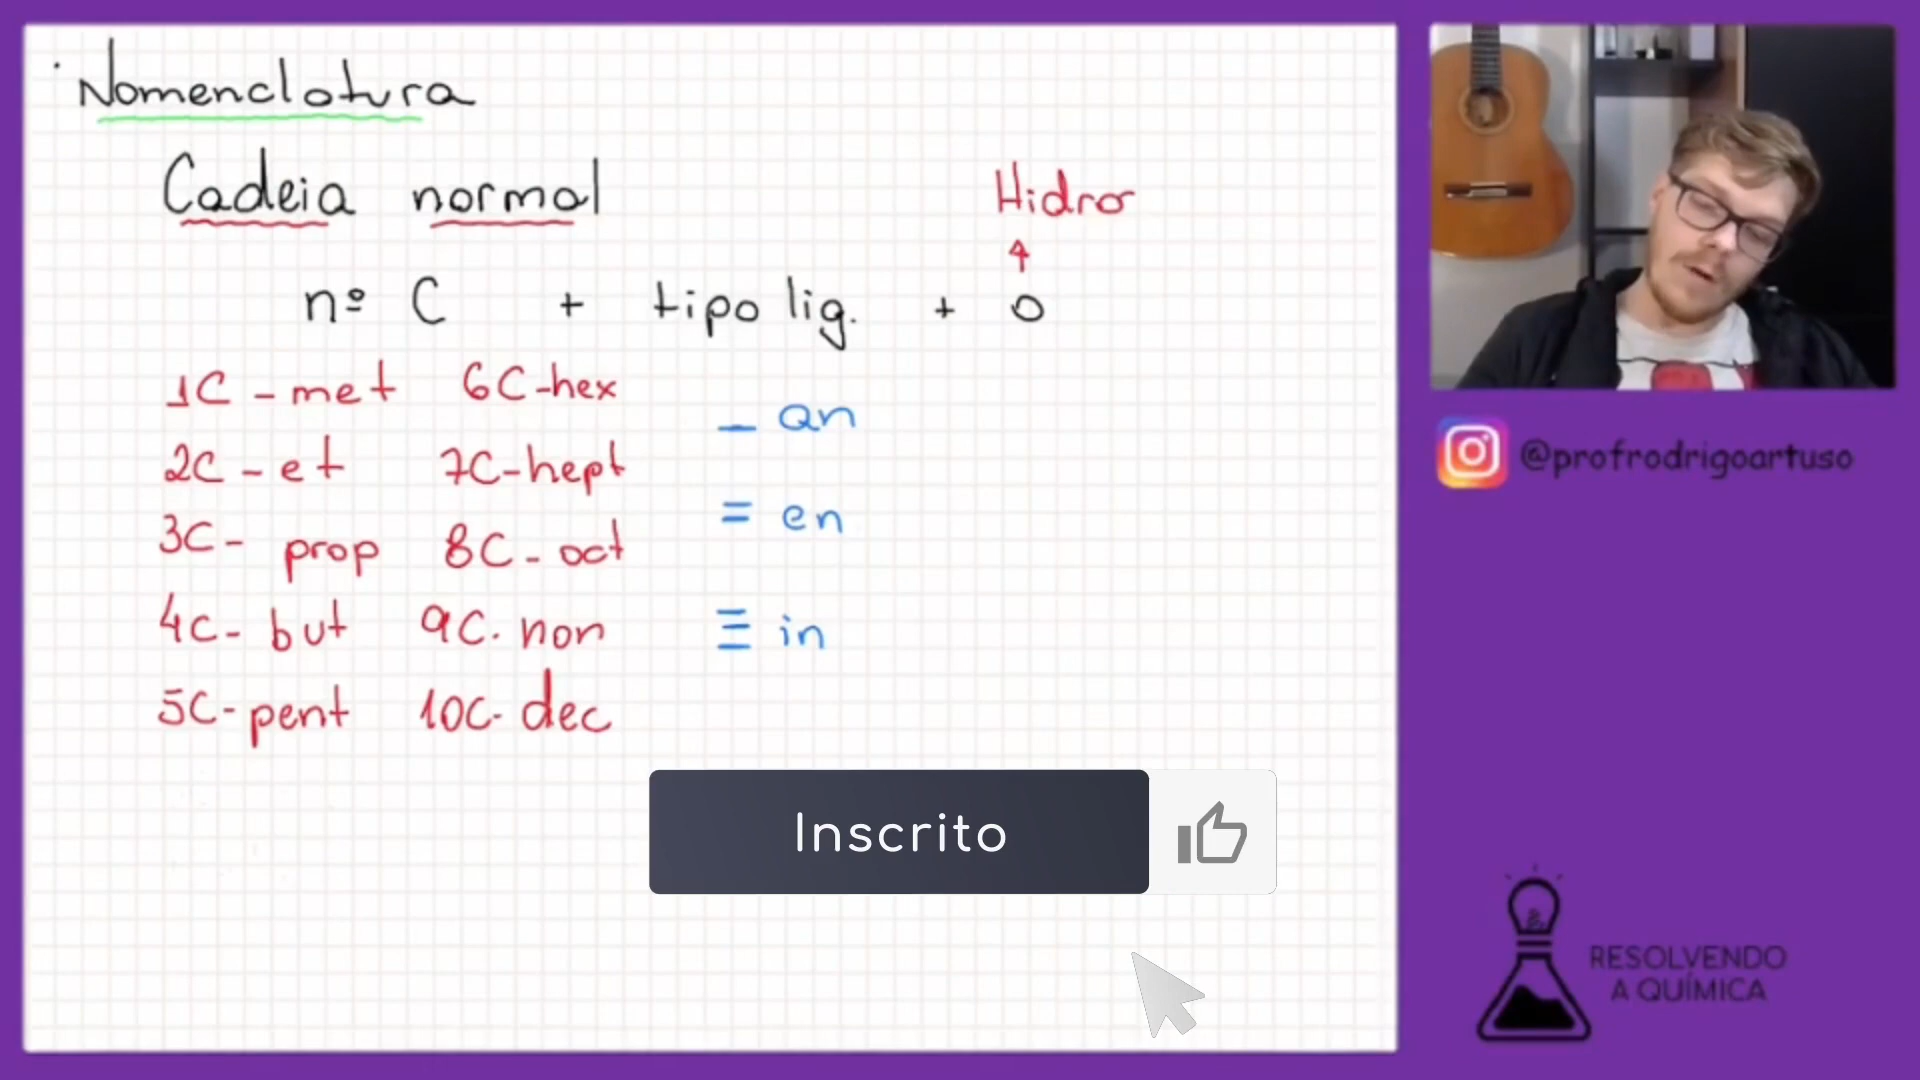 Nomenclatura
Cadeia normal
Hidror
nº C + tipo lig. + o
1C - met 6C-hex
- an
2C - et 7C-hept
= en
3C- prop 8C- oct
4C- but 9C. non
≡ in
5C-pent 10C- dec
Inscrito
@profrodrigoartuso
RESOLVENDO
A QUÍMICA